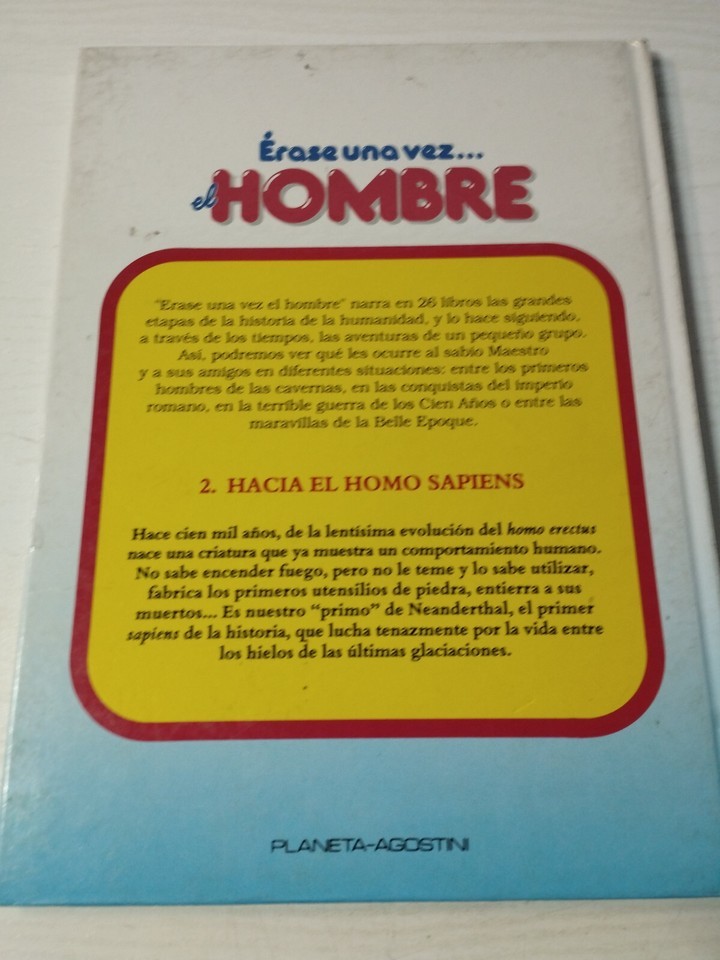 Érase una vez...
el HOMBRE
"Erase una vez el hombre" narra en 26 libros las grandes
etapas de la historia de la humanidad, y lo hace siguiendo,
a través de los tiempos, las aventuras de un pequeño grupo.
Así, podremos ver qué les ocurre al sabio Maestro
y a sus amigos en diferentes situaciones: entre los primeros
hombres de las cavernas, en las conquistas del imperio
romano, en la terrible guerra de los Cien Años o entre las
maravillas de la Belle Epoque.
2. HACIA EL HOMO SAPIENS
Hace cien mil años, de la lentísima evolución del homo erectus
nace una criatura que ya muestra un comportamiento humano.
No sabe encender fuego, pero no le teme y lo sabe utilizar,
fabrica los primeros utensilios de piedra, entierra a sus
muertos... Es nuestro “primo” de Neanderthal, el primer
sapiens de la historia, que lucha tenazmente por la vida entre
los hielos de las últimas glaciaciones.
PLANETA-AGOSTINI